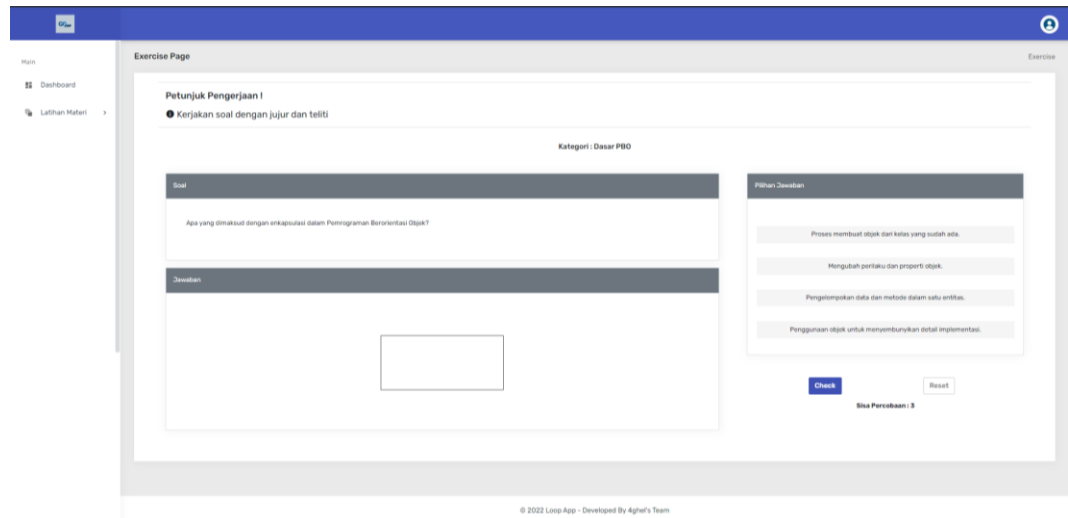 Main
Dashboard
Latihan Materi
Exercise Page
Exercise
Petunjuk Pengerjaan !
Kerjakan soal dengan jujur dan teliti
Kategori : Dasar PBO
Soal
Apa yang dimaksud dengan enkapsulasi dalam Pemrograman Berorientasi Objek?
Jawaban
Pilihan Jawaban
Proses membuat objek dari kelas yang sudah ada.
Mengubah perilaku dan properti objek.
Pengelompokan data dan metode dalam satu entitas.
Penggunaan objek untuk menyembunyikan detail implementasi.
Check
Reset
Sisa Percobaan : 3
© 2022 Loop App - Developed By 4ghel's Team